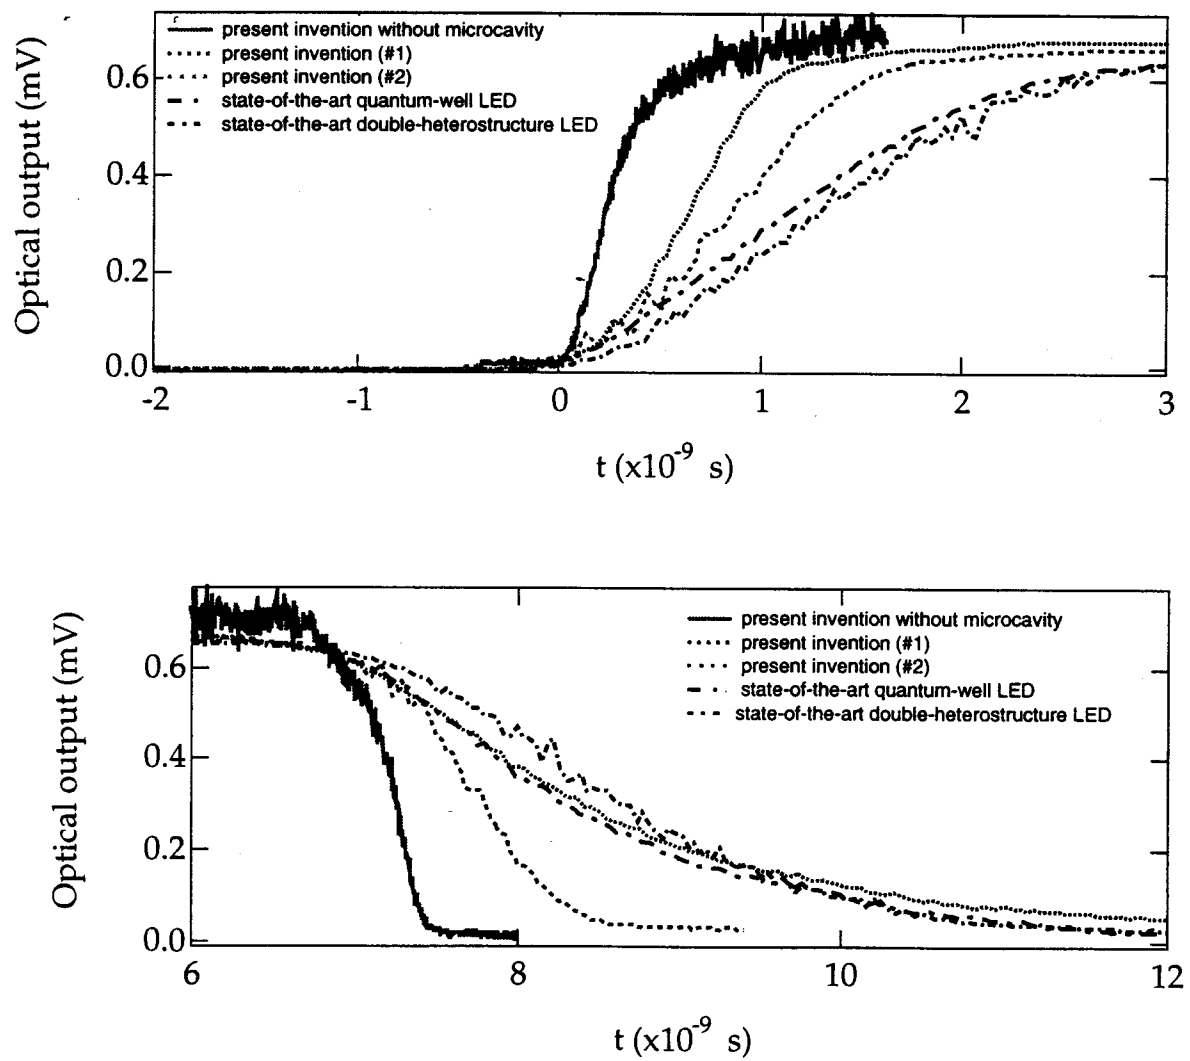 present invention without microcavity
present invention (#1)
present invention (#2)
state-of-the-art quantum-well LED
state-of-the-art double-heterostructure LED
Optical output (mV)
0.6
0.4
0.2
0.0
-2 -1 0 1 2 3
t (x10⁻⁹ s)
present invention without microcavity
present invention (#1)
present invention (#2)
state-of-the-art quantum-well LED
state-of-the-art double-heterostructure LED
Optical output (mV)
0.6
0.4
0.2
0.0
6 8 10 12
t (x10⁻⁹ s)